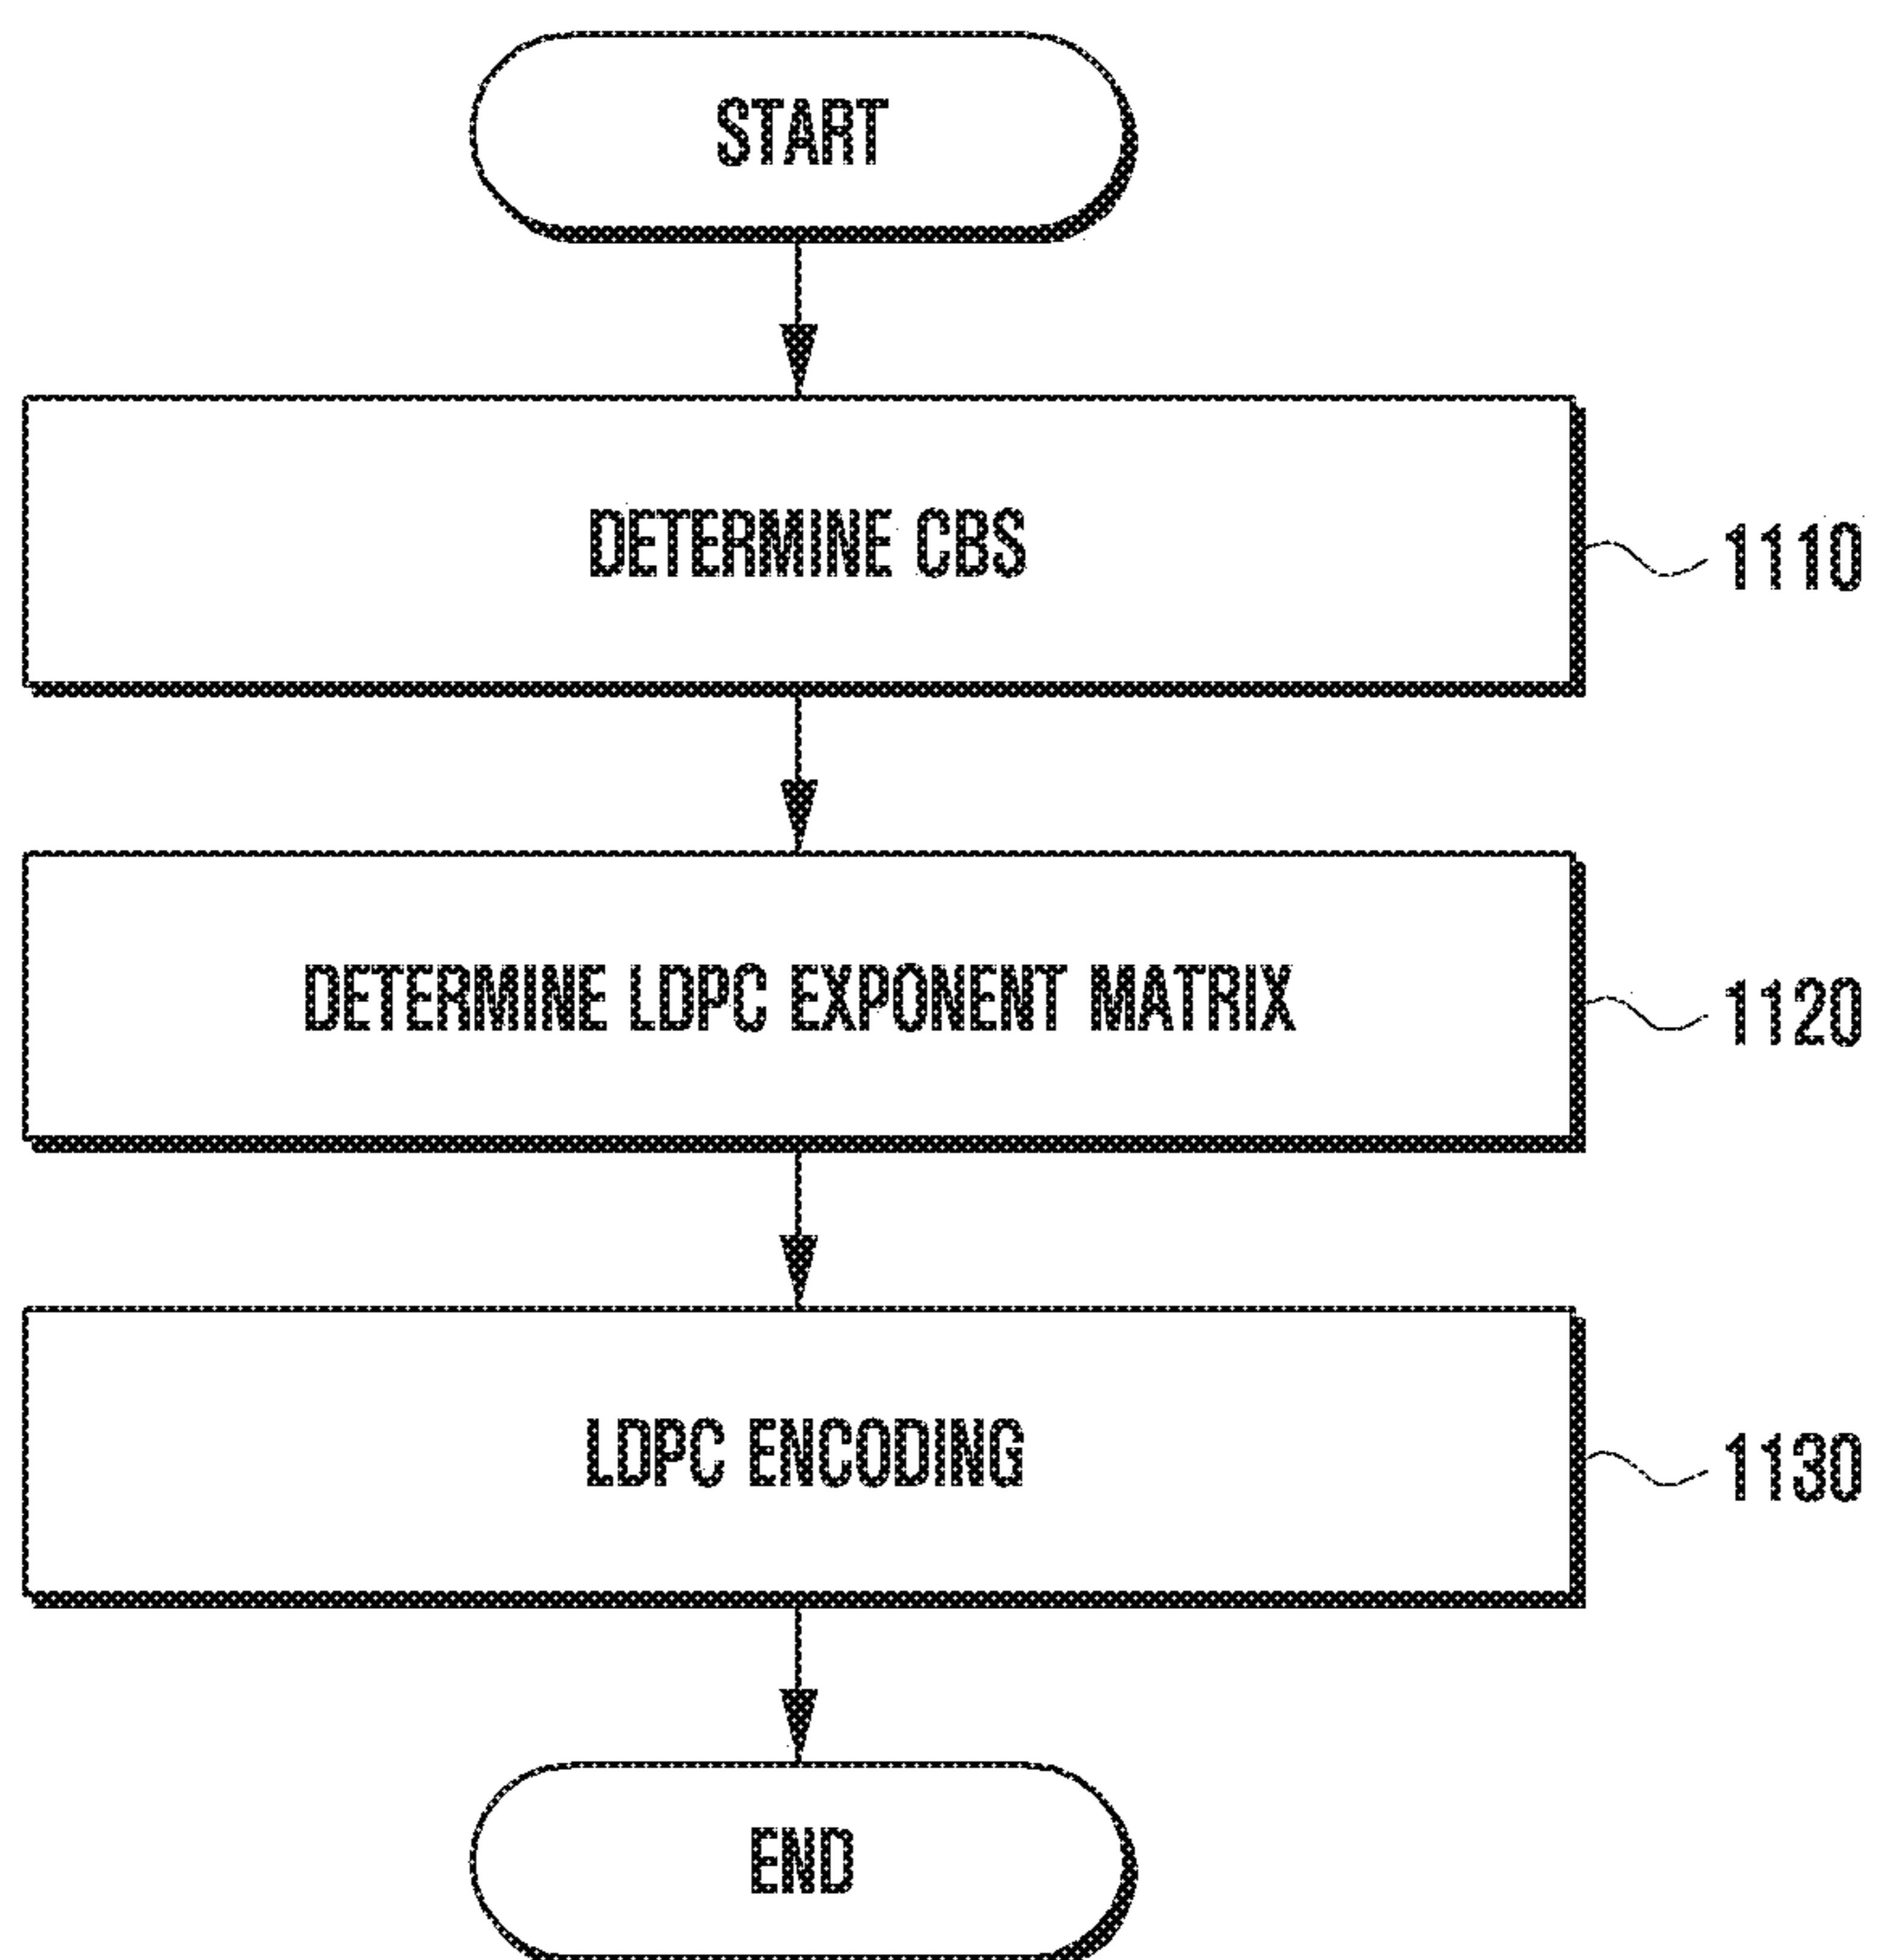 START
DETERMINE CBS
1110
DETERMINE LDPC EXPONENT MATRIX
1120
LDPC ENCODING
1130
END